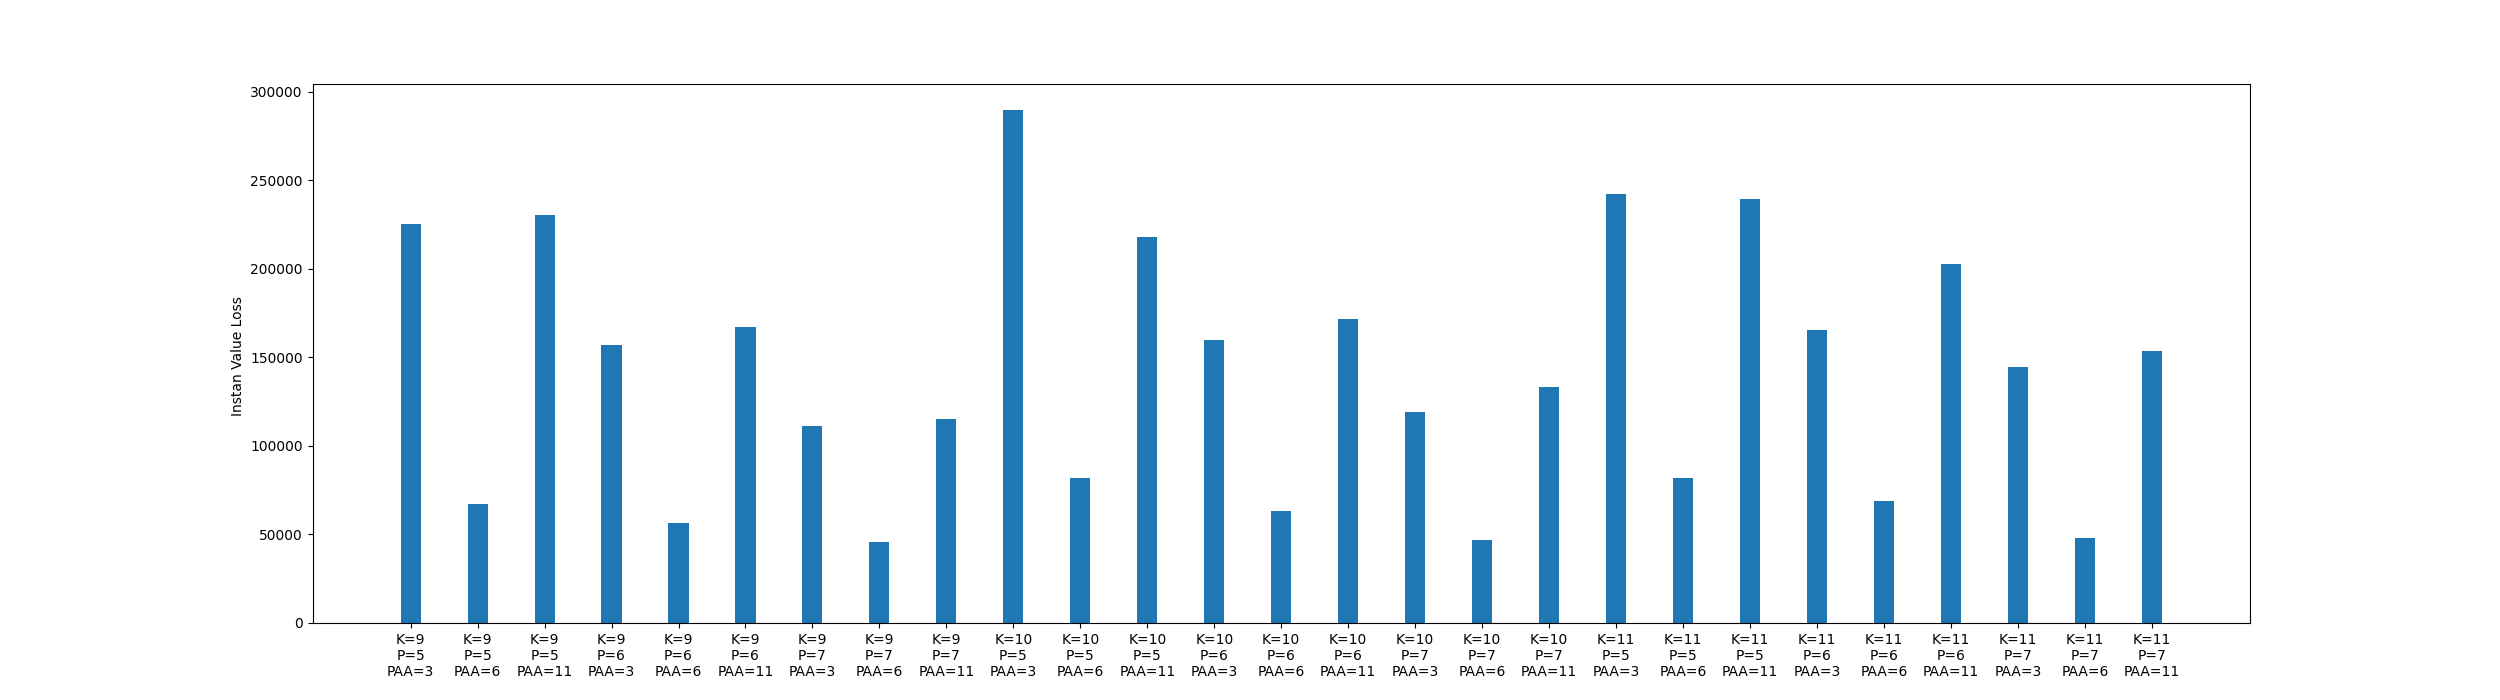 300000
250000
200000
150000
100000
50000
0
Instan Value Loss
K=9 K=9 K=9 K=9 K=9 K=9 K=9 K=9 K=9 K=10 K=10 K=10 K=10 K=10 K=10 K=10 K=10 K=10 K=11 K=11 K=11 K=11 K=11 K=11 K=11 K=11 K=11
P=5 P=5 P=5 P=6 P=6 P=6 P=7 P=7 P=7 P=5 P=5 P=5 P=6 P=6 P=6 P=7 P=7 P=7 P=5 P=5 P=5 P=6 P=6 P=6 P=7 P=7 P=7
PAA=3 PAA=6 PAA=11 PAA=3 PAA=6 PAA=11 PAA=3 PAA=6 PAA=11 PAA=3 PAA=6 PAA=11 PAA=3 PAA=6 PAA=11 PAA=3 PAA=6 PAA=11 PAA=3 PAA=6 PAA=11 PAA=3 PAA=6 PAA=11 PAA=3 PAA=6 PAA=11